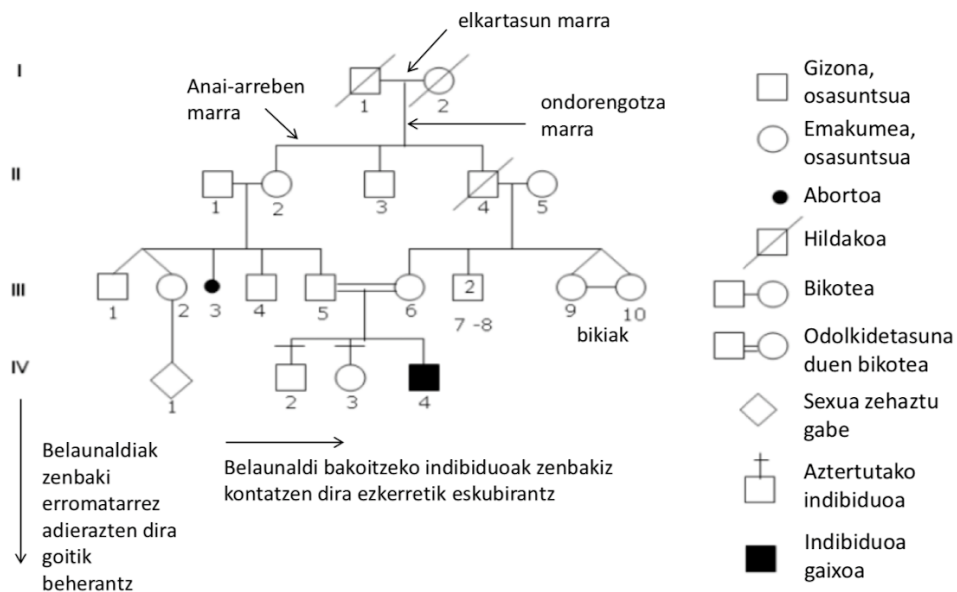 elkartasun marra
I
Anai-arreben
marra
1
2
ondorengotza
marra
II
1
2
3
4
5
III
1
2
3
4
5
6
2
7 -8
9
10
bikiak
IV
1
2
3
4
Belaunaldiak
zenbaki
erromatarrez
adierazten dira
goitik
beherantz
Belaunaldi bakoitzeko indibiduoak zenbakiz
kontatzen dira ezkerretik eskubirantz
Gizona,
osasuntsua
Emakumea,
osasuntsua
Abortoa
Hildakoa
Bikotea
Odolkidetasuna
duen bikotea
Sexua zehaztu
gabe
Aztertutako
indibiduoa
Indibiduoa
gaixoa